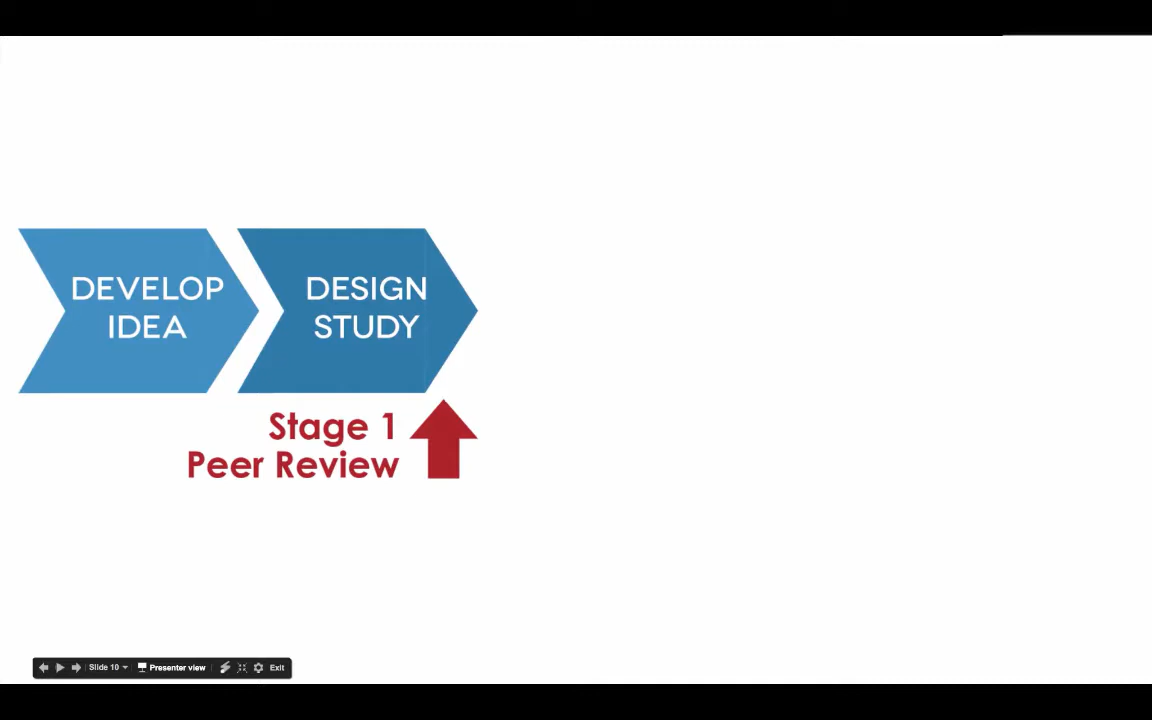 DEVELOP
IDEA
DESIGN
STUDY
Stage 1
Peer Review
Slide 10 Presenter view Exit